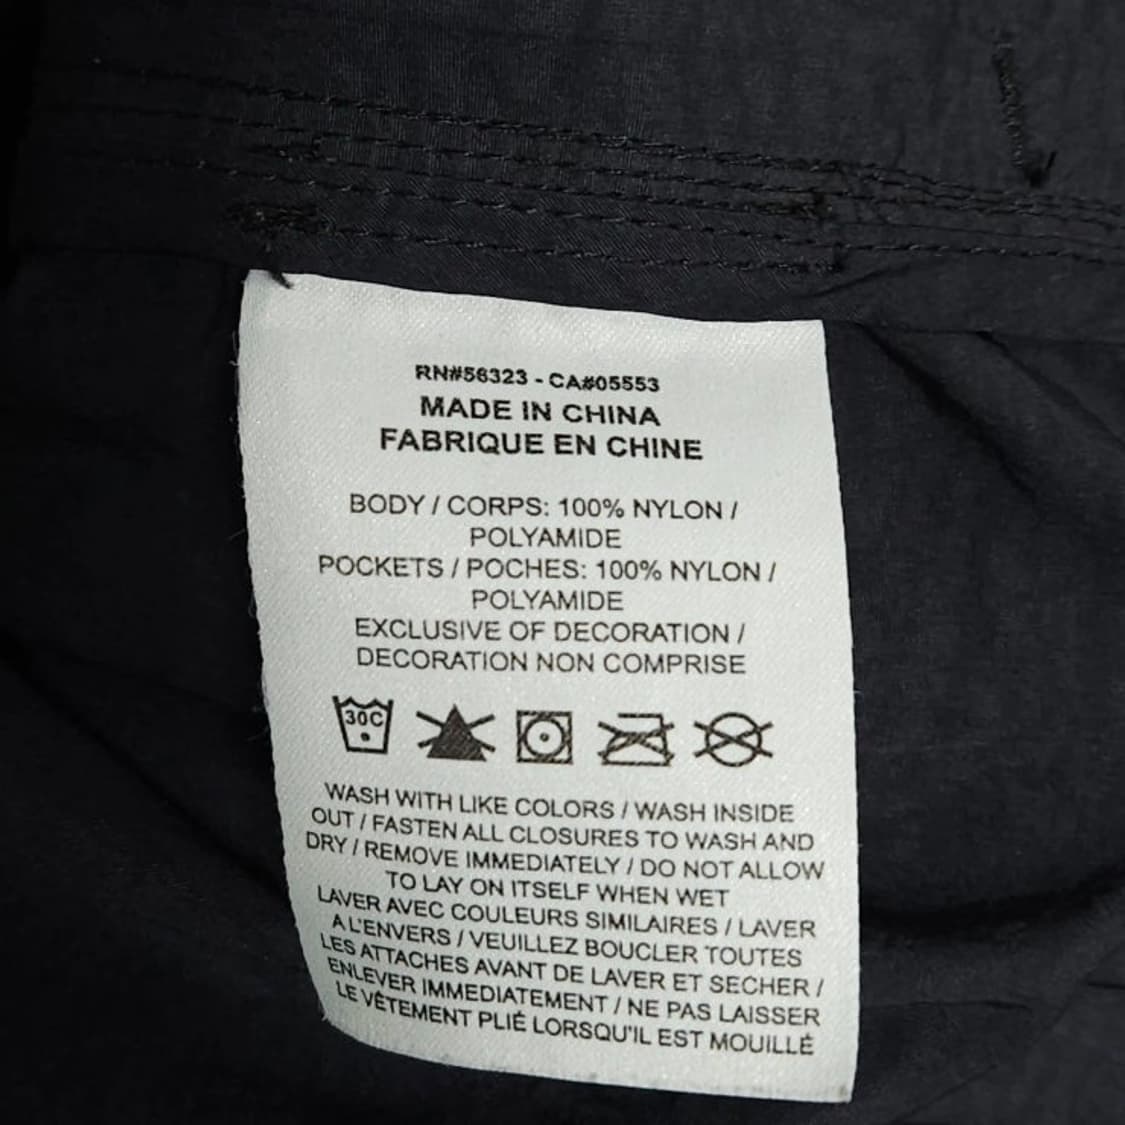 RN#56323 - CA#05553
MADE IN CHINA
FABRIQUE EN CHINE
BODY / CORPS: 100% NYLON /
POLYAMIDE
POCKETS / POCHES: 100% NYLON /
POLYAMIDE
EXCLUSIVE OF DECORATION /
DECORATION NON COMPRISE
30C
WASH WITH LIKE COLORS / WASH INSIDE
OUT / FASTEN ALL CLOSURES TO WASH AND
DRY / REMOVE IMMEDIATELY / DO NOT ALLOW
TO LAY ON ITSELF WHEN WET
LAVER AVEC COULEURS SIMILAIRES / LAVER
A L'ENVERS / VEUILLEZ BOUCLER TOUTES
LES ATTACHES AVANT DE LAVER ET SECHER /
ENLEVER IMMEDIATEMENT / NE PAS LAISSER
LE VÊTEMENT PLIÉ LORSQU'IL EST MOUILLÉ